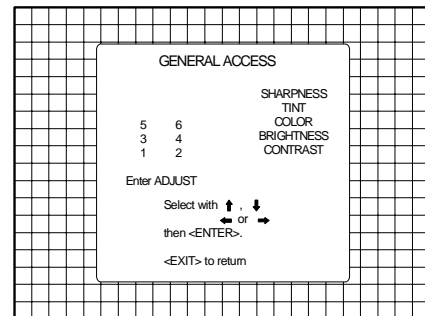 GENERAL ACCESS
SHARPNESS
TINT
5 6 COLOR
3 4 BRIGHTNESS
1 2 CONTRAST
Enter ADJUST
Select with ⬆ , ⬇
⬅ or ➡
then <ENTER>.
<EXIT> to return